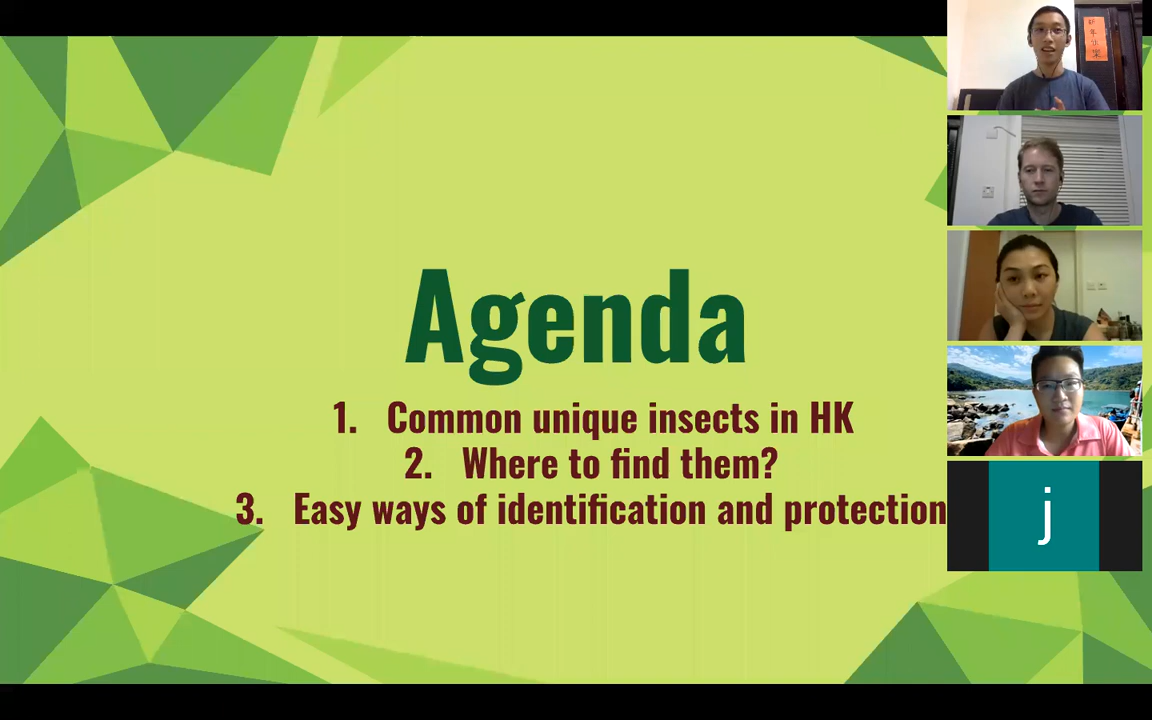 Agenda
1. Common unique insects in HK
2. Where to find them?
3. Easy ways of identification and protection
j